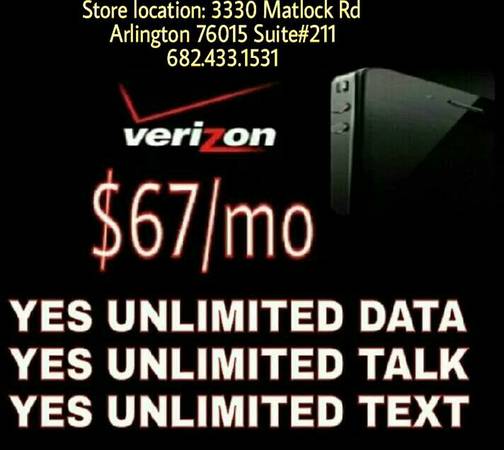 Store location: 3330 Matlock Rd
Arlington 76015 Suite#211
682.433.1531
verizon
$67/mo
YES UNLIMITED DATA
YES UNLIMITED TALK
YES UNLIMITED TEXT